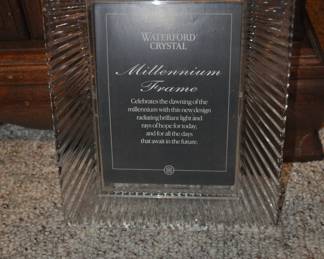 WATERFORD
CRYSTAL
Millennium
Frame
Celebrates the dawning of the
millennium with this new design
radiating brilliant light and
rays of hope for today,
and for all the days
that await in the future.